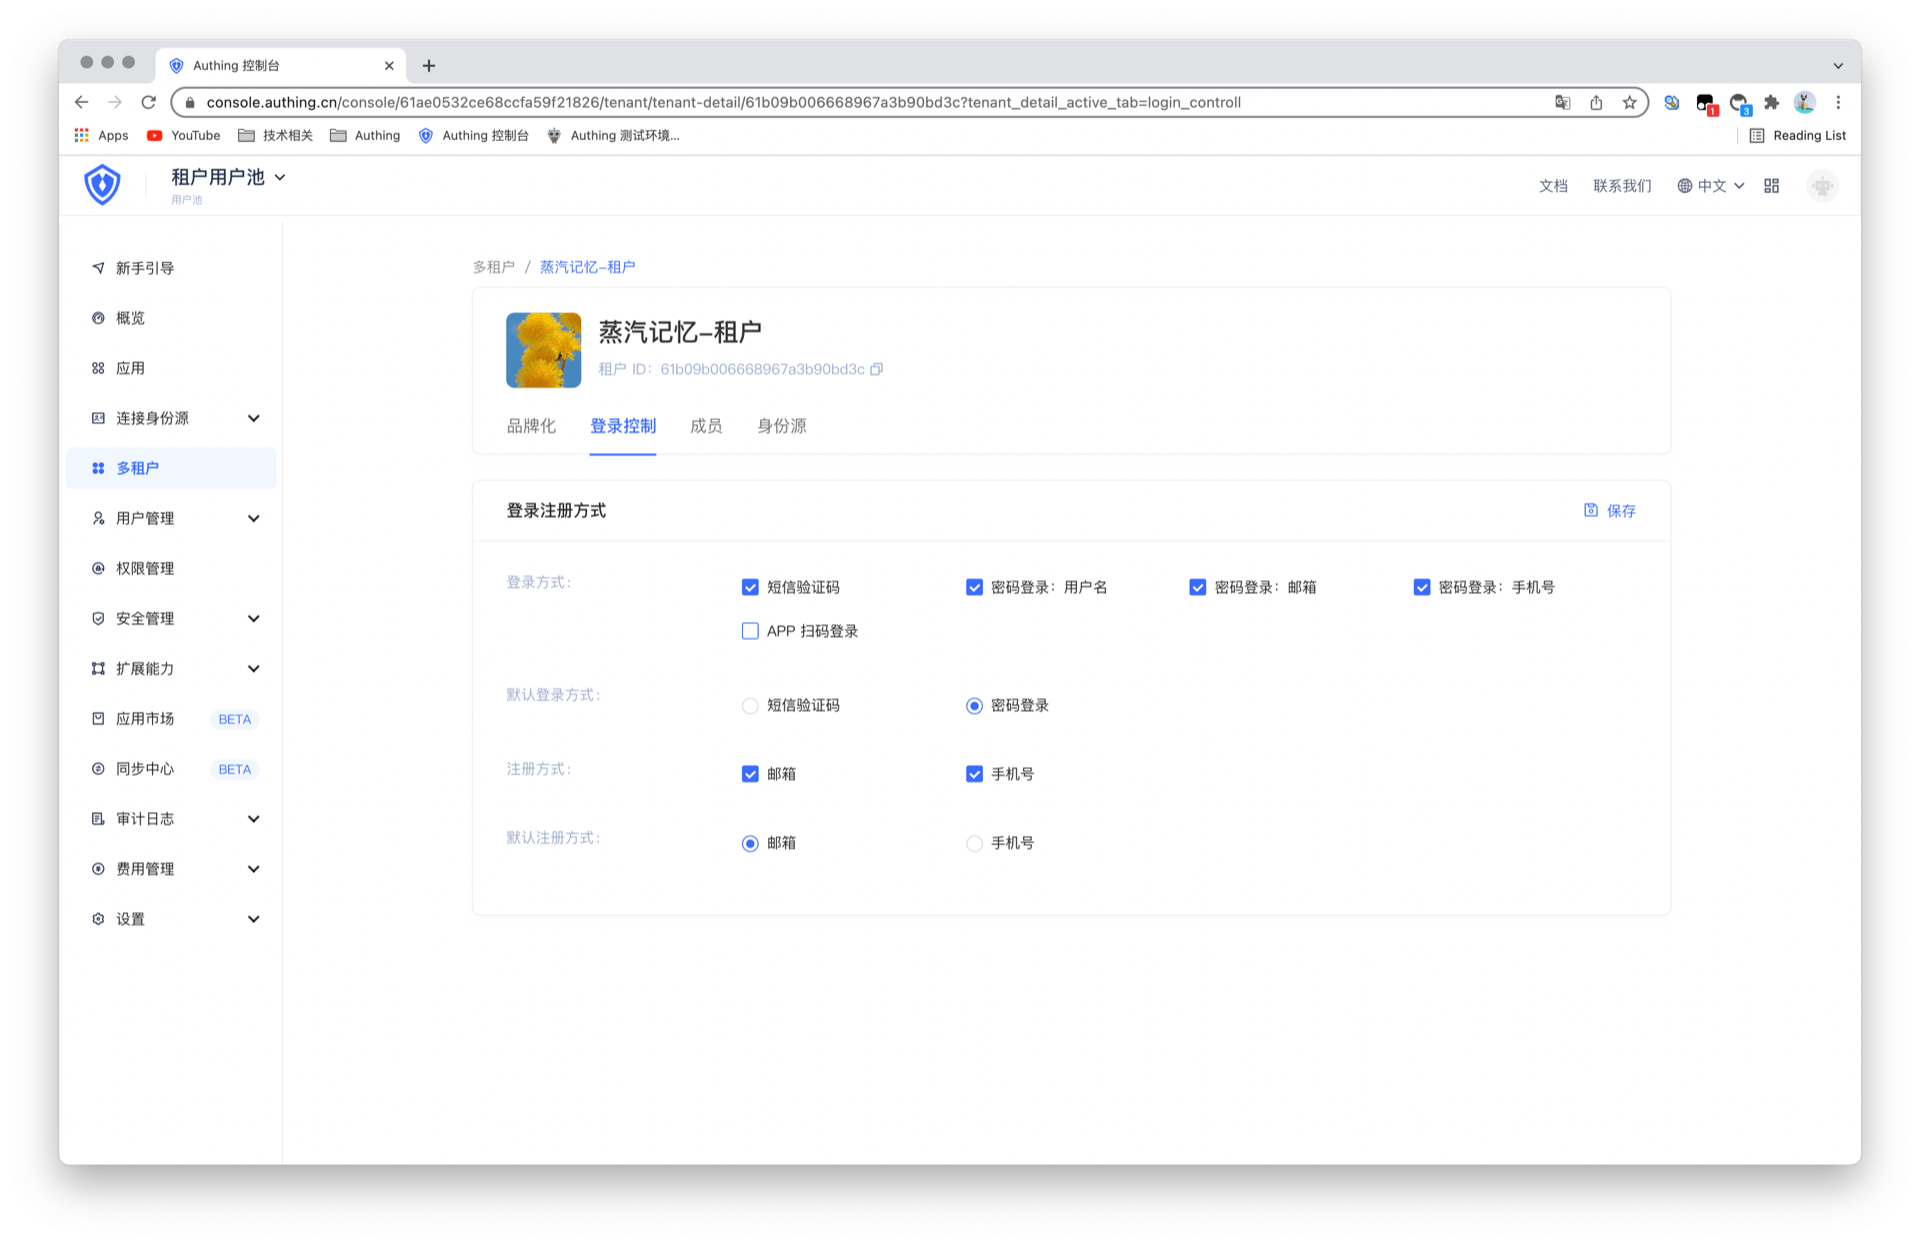 Authing 控制台
console.authing.cn/console/61ae0532ce68ccfa59f21826/tenant/tenant-detail/61b09b006668967a3b90bd3c?tenant_detail_active_tab=login_controll
1
3
Apps YouTube 技术相关 Authing Authing 控制台 Authing 测试环境... Reading List
租户用户池
用户池
文档 联系我们 中文
新手引导
概览
应用
连接身份源
多租户
用户管理
权限管理
安全管理
扩展能力
应用市场 BETA
同步中心 BETA
审计日志
费用管理
设置
多租户 / 蒸汽记忆-租户
蒸汽记忆-租户
租户 ID： 61b09b006668967a3b90bd3c
品牌化 登录控制 成员 身份源
登录注册方式 保存
登录方式： 短信验证码 密码登录：用户名 密码登录：邮箱 密码登录：手机号
APP 扫码登录
默认登录方式： 短信验证码 密码登录
注册方式： 邮箱 手机号
默认注册方式： 邮箱 手机号